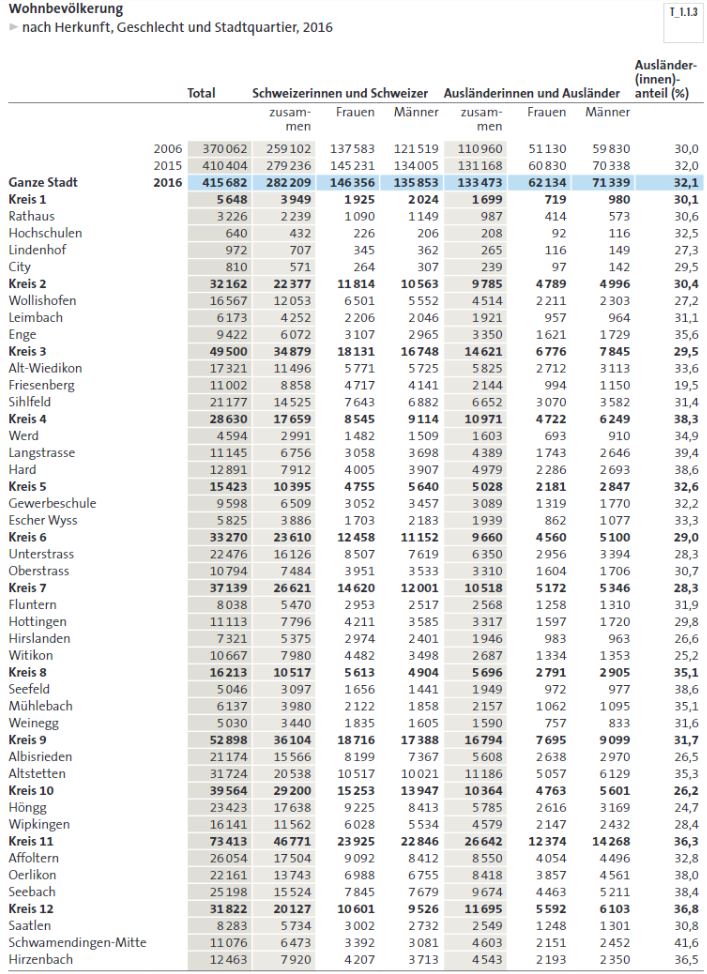 Wohnbevölkerung
▶ nach Herkunft, Geschlecht und Stadtquartier, 2016
T_1.1.3
Total Schweizerinnen und Schweizer Ausländerinnen und Ausländer Ausländer-(innen)-anteil (%)
zusam-men Frauen Männer zusam-men Frauen Männer
2006 370 062 259 102 137 583 121 519 110 960 51 130 59 830 30,0
2015 410 404 279 236 145 231 134 005 131 168 60 830 70 338 32,0
Ganze Stadt 2016 415 682 282 209 146 356 135 853 133 473 62 134 71 339 32,1
Kreis 1 5 648 3 949 1 925 2 024 1 699 719 980 30,1
Rathaus 3 226 2 239 1 090 1 149 987 414 573 30,6
Hochschulen 640 432 226 206 208 92 116 32,5
Lindenhof 972 707 345 362 265 116 149 27,3
City 810 571 264 307 239 97 142 29,5
Kreis 2 32 162 22 377 11 814 10 563 9 785 4 789 4 996 30,4
Wollishofen 16 567 12 053 6 501 5 552 4 514 2 211 2 303 27,2
Leimbach 6 173 4 252 2 206 2 046 1 921 957 964 31,1
Enge 9 422 6 072 3 107 2 965 3 350 1 621 1 729 35,6
Kreis 3 49 500 34 879 18 131 16 748 14 621 6 776 7 845 29,5
Alt-Wiedikon 17 321 11 496 5 771 5 725 5 825 2 712 3 113 33,6
Friesenberg 11 002 8 858 4 717 4 141 2 144 994 1 150 19,5
Sihlfeld 21 177 14 525 7 643 6 882 6 652 3 070 3 582 31,4
Kreis 4 28 630 17 659 8 545 9 114 10 971 4 722 6 249 38,3
Werd 4 594 2 991 1 482 1 509 1 603 693 910 34,9
Langstrasse 11 145 6 756 3 058 3 698 4 389 1 743 2 646 39,4
Hard 12 891 7 912 4 005 3 907 4 979 2 286 2 693 38,6
Kreis 5 15 423 10 395 4 755 5 640 5 028 2 181 2 847 32,6
Gewerbeschule 9 598 6 509 3 052 3 457 3 089 1 319 1 770 32,2
Escher Wyss 5 825 3 886 1 703 2 183 1 939 862 1 077 33,3
Kreis 6 33 270 23 610 12 458 11 152 9 660 4 560 5 100 29,0
Unterstrass 22 476 16 126 8 507 7 619 6 350 2 956 3 394 28,3
Oberstrass 10 794 7 484 3 951 3 533 3 310 1 604 1 706 30,7
Kreis 7 37 139 26 621 14 620 12 001 10 518 5 172 5 346 28,3
Fluntern 8 038 5 470 2 953 2 517 2 568 1 258 1 310 31,9
Hottingen 11 113 7 796 4 211 3 585 3 317 1 597 1 720 29,8
Hirslanden 7 321 5 375 2 974 2 401 1 946 983 963 26,6
Witikon 10 667 7 980 4 482 3 498 2 687 1 334 1 353 25,2
Kreis 8 16 213 10 517 5 613 4 904 5 696 2 791 2 905 35,1
Seefeld 5 046 3 097 1 656 1 441 1 949 972 977 38,6
Mühlebach 6 137 3 980 2 122 1 858 2 157 1 062 1 095 35,1
Weinegg 5 030 3 440 1 835 1 605 1 590 757 833 31,6
Kreis 9 52 898 36 104 18 716 17 388 16 794 7 695 9 099 31,7
Albisrieden 21 174 15 566 8 199 7 367 5 608 2 638 2 970 26,5
Altstetten 31 724 20 538 10 517 10 021 11 186 5 057 6 129 35,3
Kreis 10 39 564 29 200 15 253 13 947 10 364 4 763 5 601 26,2
Höngg 23 423 17 638 9 225 8 413 5 785 2 616 3 169 24,7
Wipkingen 16 141 11 562 6 028 5 534 4 579 2 147 2 432 28,4
Kreis 11 73 413 46 771 23 925 22 846 26 642 12 374 14 268 36,3
Affoltern 26 054 17 504 9 092 8 412 8 550 4 054 4 496 32,8
Oerlikon 22 161 13 743 6 988 6 755 8 418 3 857 4 561 38,0
Seebach 25 198 15 524 7 845 7 679 9 674 4 463 5 211 38,4
Kreis 12 31 822 20 127 10 601 9 526 11 695 5 592 6 103 36,8
Saatlen 8 283 5 734 3 002 2 732 2 549 1 248 1 301 30,8
Schwamendingen-Mitte 11 076 6 473 3 392 3 081 4 603 2 151 2 452 41,6
Hirzenbach 12 463 7 920 4 207 3 713 4 543 2 193 2 350 36,5